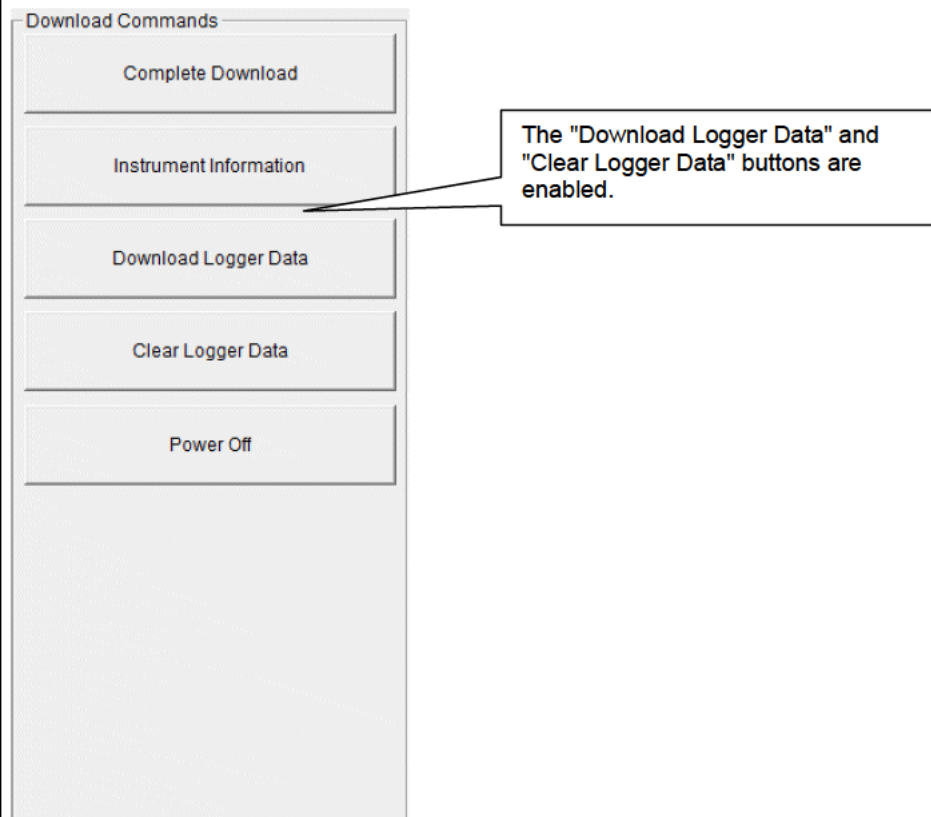 Download Commands
Complete Download
Instrument Information
Download Logger Data
Clear Logger Data
Power Off
The "Download Logger Data" and
"Clear Logger Data" buttons are
enabled.